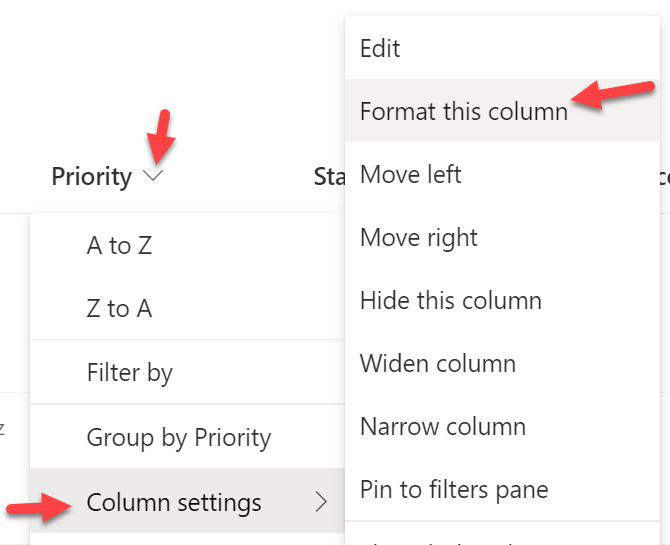 Priority
Sta
A to Z
Z to A
Filter by
Group by Priority
Column settings
Edit
Format this column
Move left
Move right
Hide this column
Widen column
Narrow column
Pin to filters pane